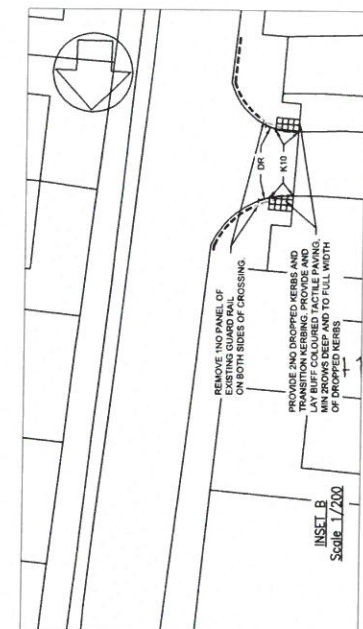 REMOVE 1NO PANEL OF
EXISTING GUARD RAIL
ON BOTH SIDES OF CROSSING.
DR
K10
PROVIDE 2NO DROPPED KERBS AND
TRANSITION KERBING. PROVIDE AND
LAY BUFF COLOURED TACTILE PAVING,
MIN 2ROWS DEEP AND TO FULL WIDTH
OF DROPPED KERBS
INSET B
Scale 1/200